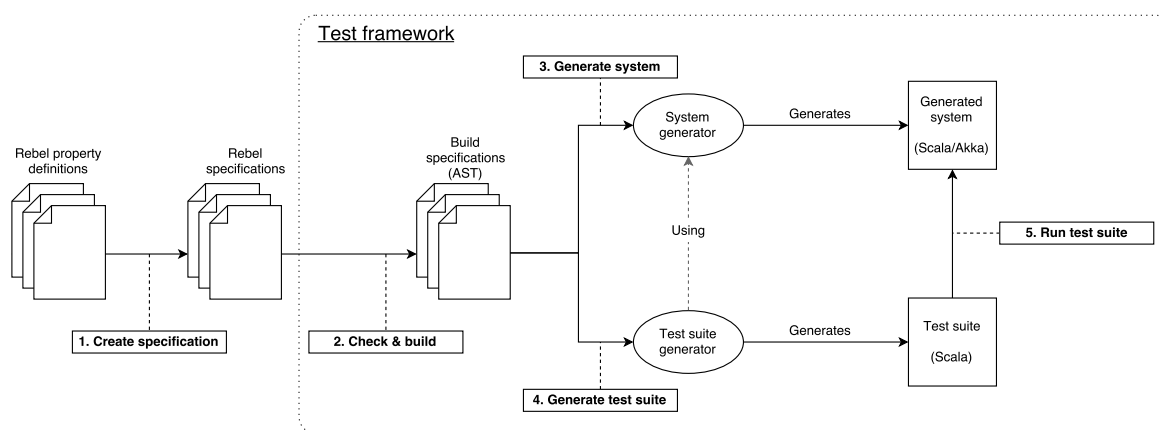 Test framework
3. Generate system
System
generator
Generates
Generated
system
(Scala/Akka)
Rebel property
definitions
Rebel
specifications
Build
specifications
(AST)
Using
5. Run test suite
1. Create specification
2. Check & build
Test suite
generator
Generates
Test suite
(Scala)
4. Generate test suite